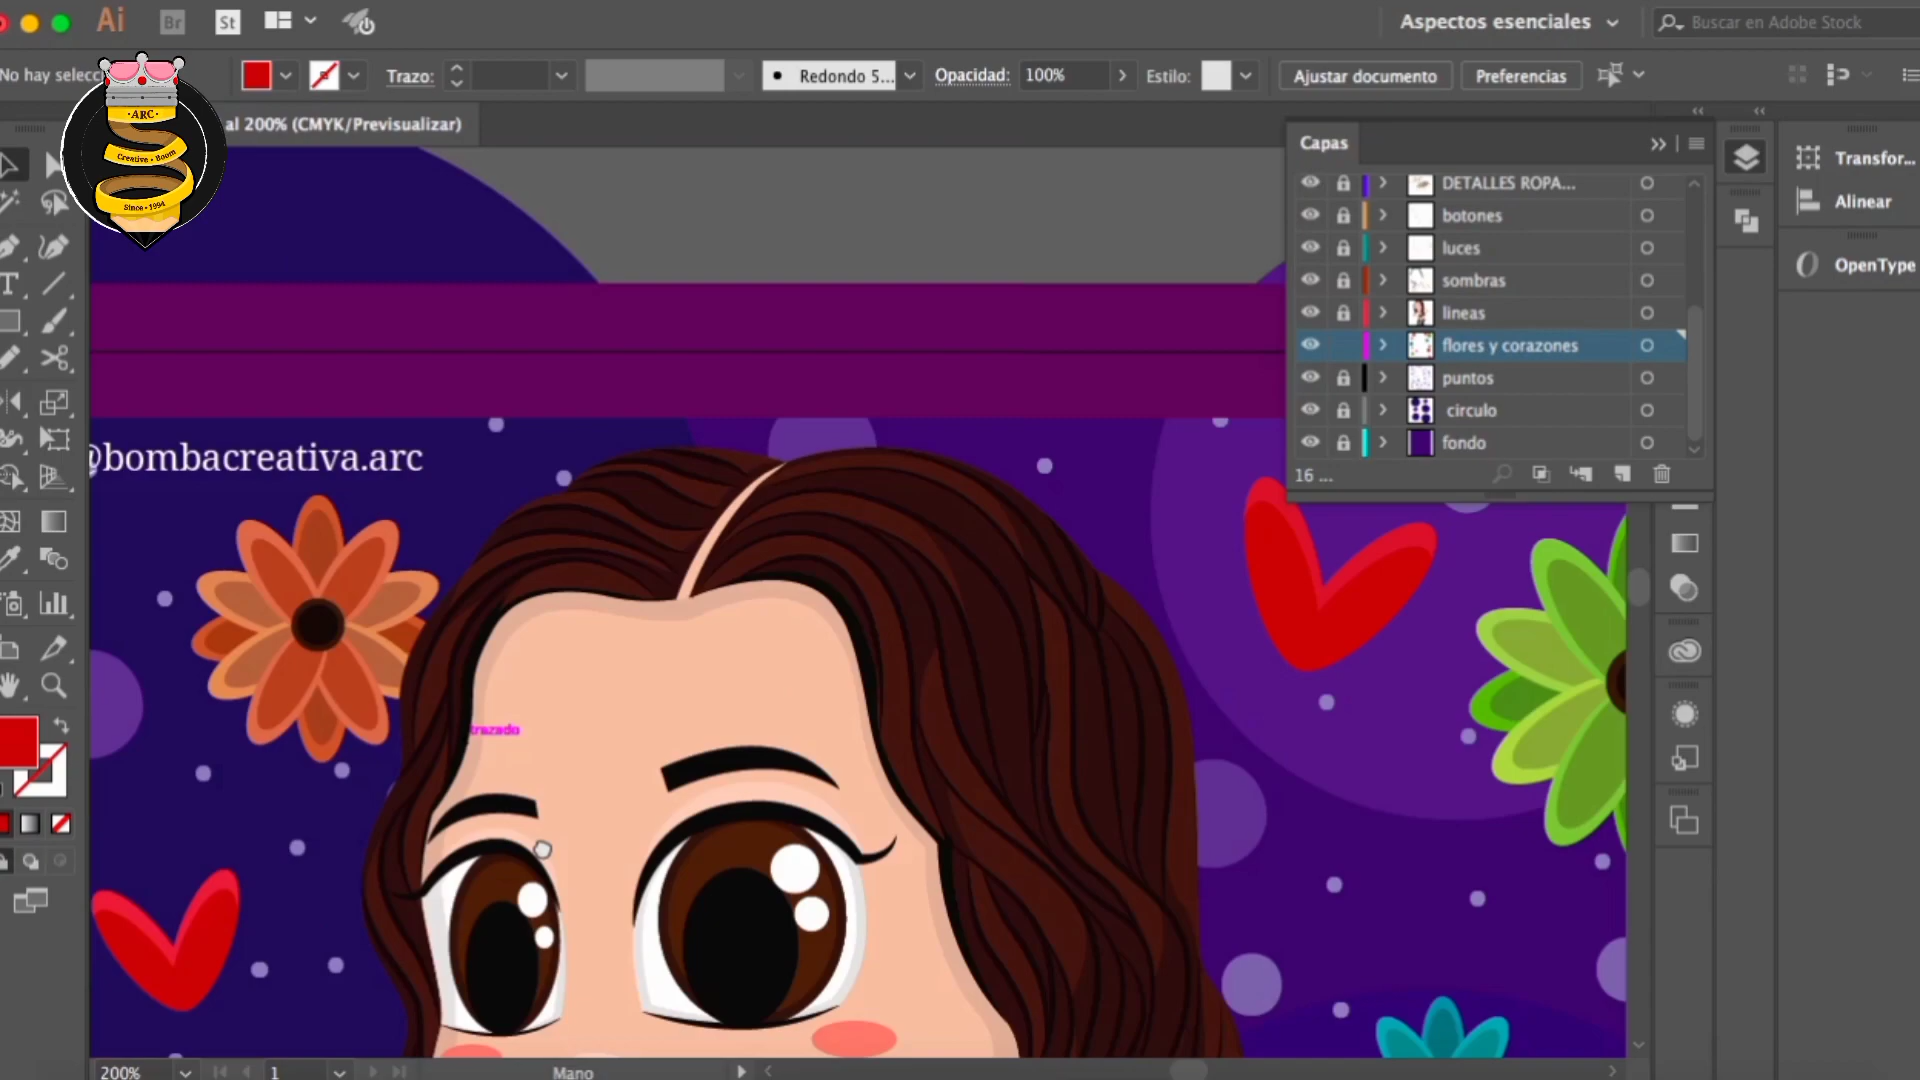 Ai
Br
St
Aspectos esenciales
Buscar en Adobe Stock
No hay selecc
Trazo:
Redondo 5...
Opacidad:
100%
Estilo:
Ajustar documento
Preferencias
al 200% (CMYK/Previsualizar)
·ARC·
Creative • Boom
Since • 1994
Capas
DETALLES ROPA...
botones
luces
sombras
lineas
flores y corazones
puntos
circulo
fondo
16 ...
Transfor...
Alinear
OpenType
@bombacreativa.arc
trazado
200%
1
Mano